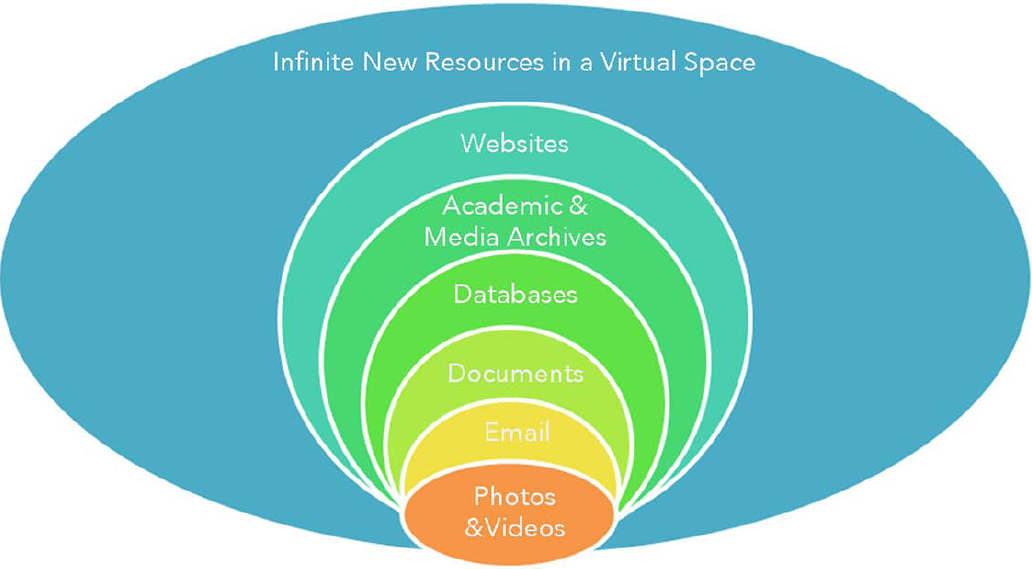 Infinite New Resources in a Virtual Space
Websites
Academic &
Media Archives
Databases
Documents
Email
Photos
&Videos